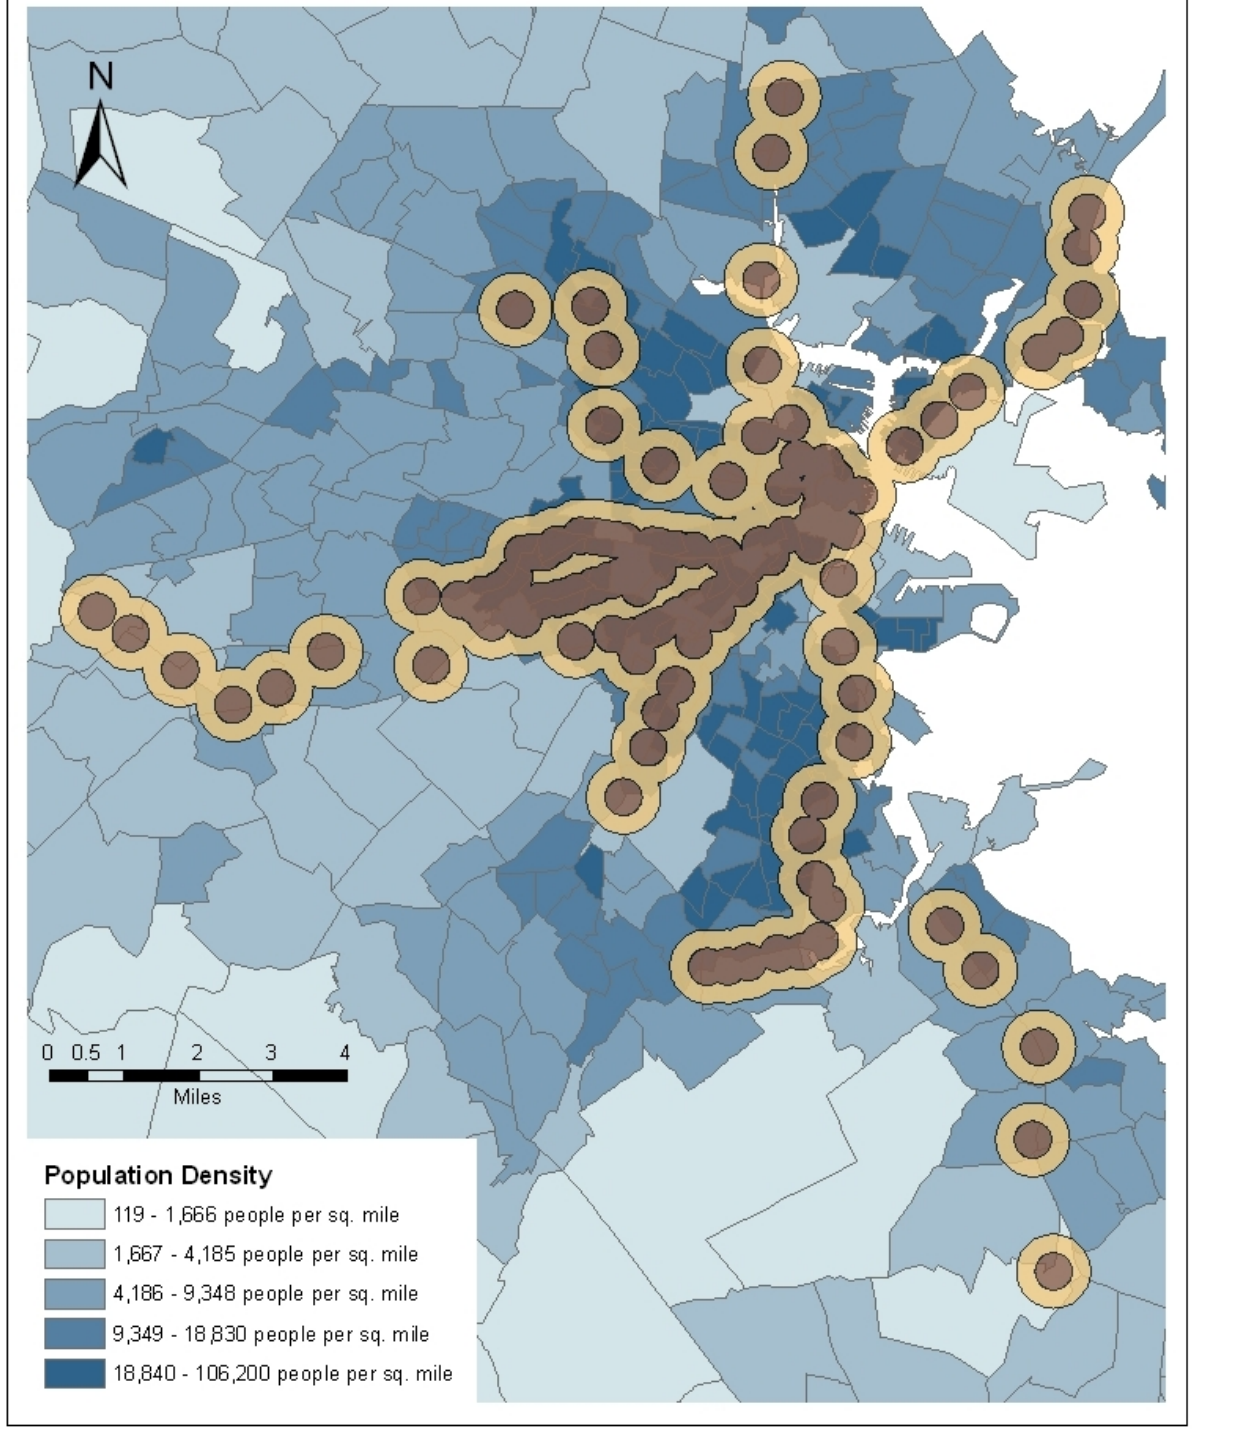 N
0 0.5 1 2 3 4
Miles
Population Density
119 - 1,666 people per sq. mile
1,667 - 4,185 people per sq. mile
4,186 - 9,348 people per sq. mile
9,349 - 18,830 people per sq. mile
18,840 - 106,200 people per sq. mile